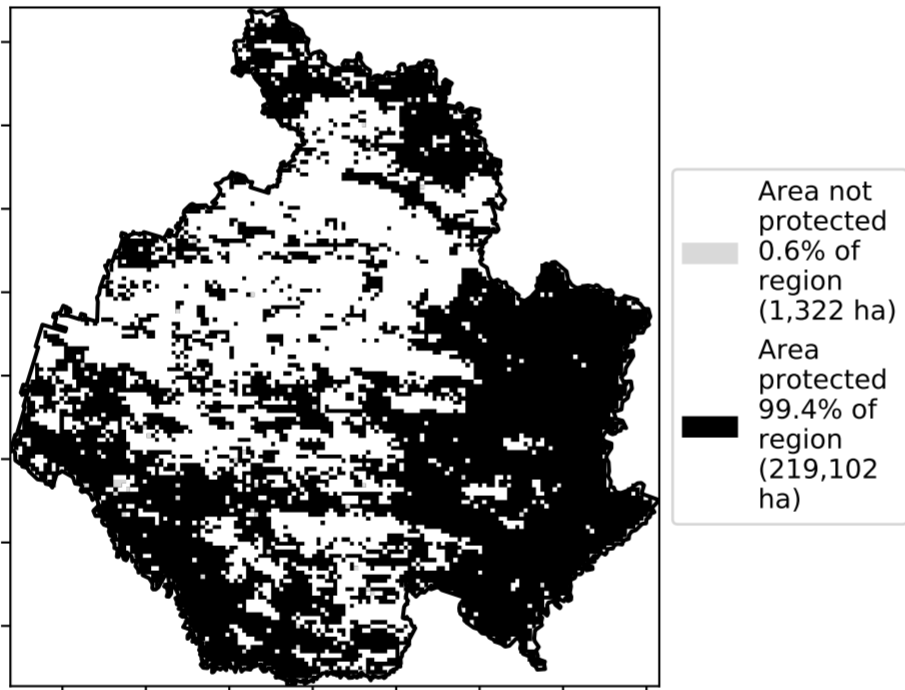 Area not
protected
0.6% of
region
(1,322 ha)
Area
protected
99.4% of
region
(219,102
ha)